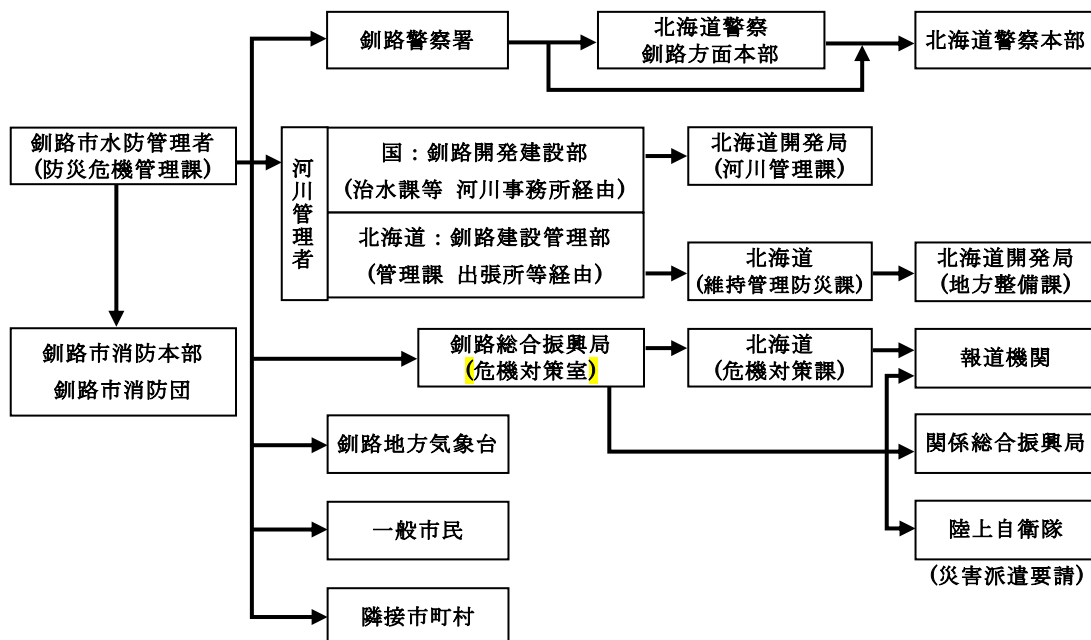 釧路警察署
北海道警察
釧路方面本部
北海道警察本部
釧路市水防管理者
(防災危機管理課)
河川管理者
国：釧路開発建設部
(治水課等 河川事務所経由)
北海道開発局
(河川管理課)
北海道：釧路建設管理部
(管理課 出張所等経由)
北海道
(維持管理防災課)
北海道開発局
(地方整備課)
釧路市消防本部
釧路市消防団
釧路総合振興局
(危機対策室)
北海道
(危機対策課)
報道機関
釧路地方気象台
関係総合振興局
一般市民
陸上自衛隊
(災害派遣要請)
隣接市町村